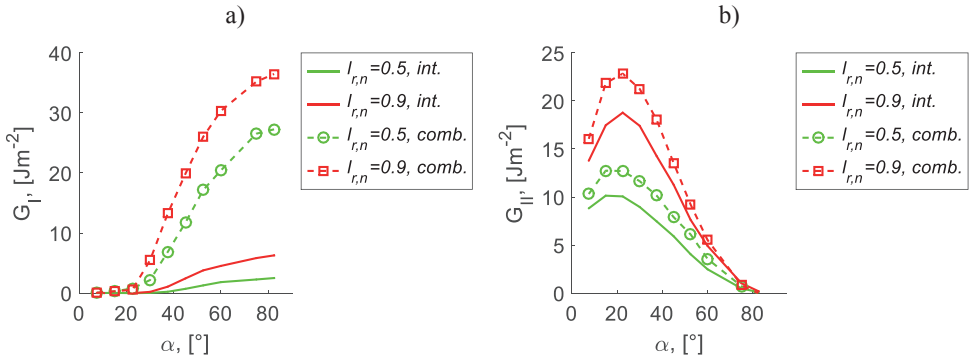 a)
b)
G_I, [Jm⁻²]
40
30
20
10
0
0 20 40 60 80
α, [°]
l_r,n=0.5, int.
l_r,n=0.9, int.
l_r,n=0.5, comb.
l_r,n=0.9, comb.
G_II, [Jm⁻²]
25
20
15
10
5
0
0 20 40 60 80
α, [°]
l_r,n=0.5, int.
l_r,n=0.9, int.
l_r,n=0.5, comb.
l_r,n=0.9, comb.